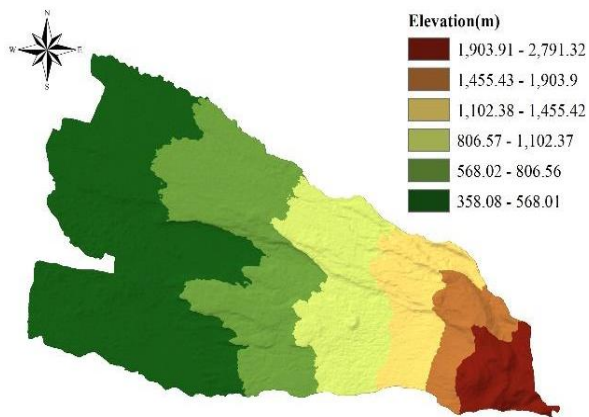 N
W E
S
Elevation(m)
1,903.91 - 2,791.32
1,455.43 - 1,903.9
1,102.38 - 1,455.42
806.57 - 1,102.37
568.02 - 806.56
358.08 - 568.01